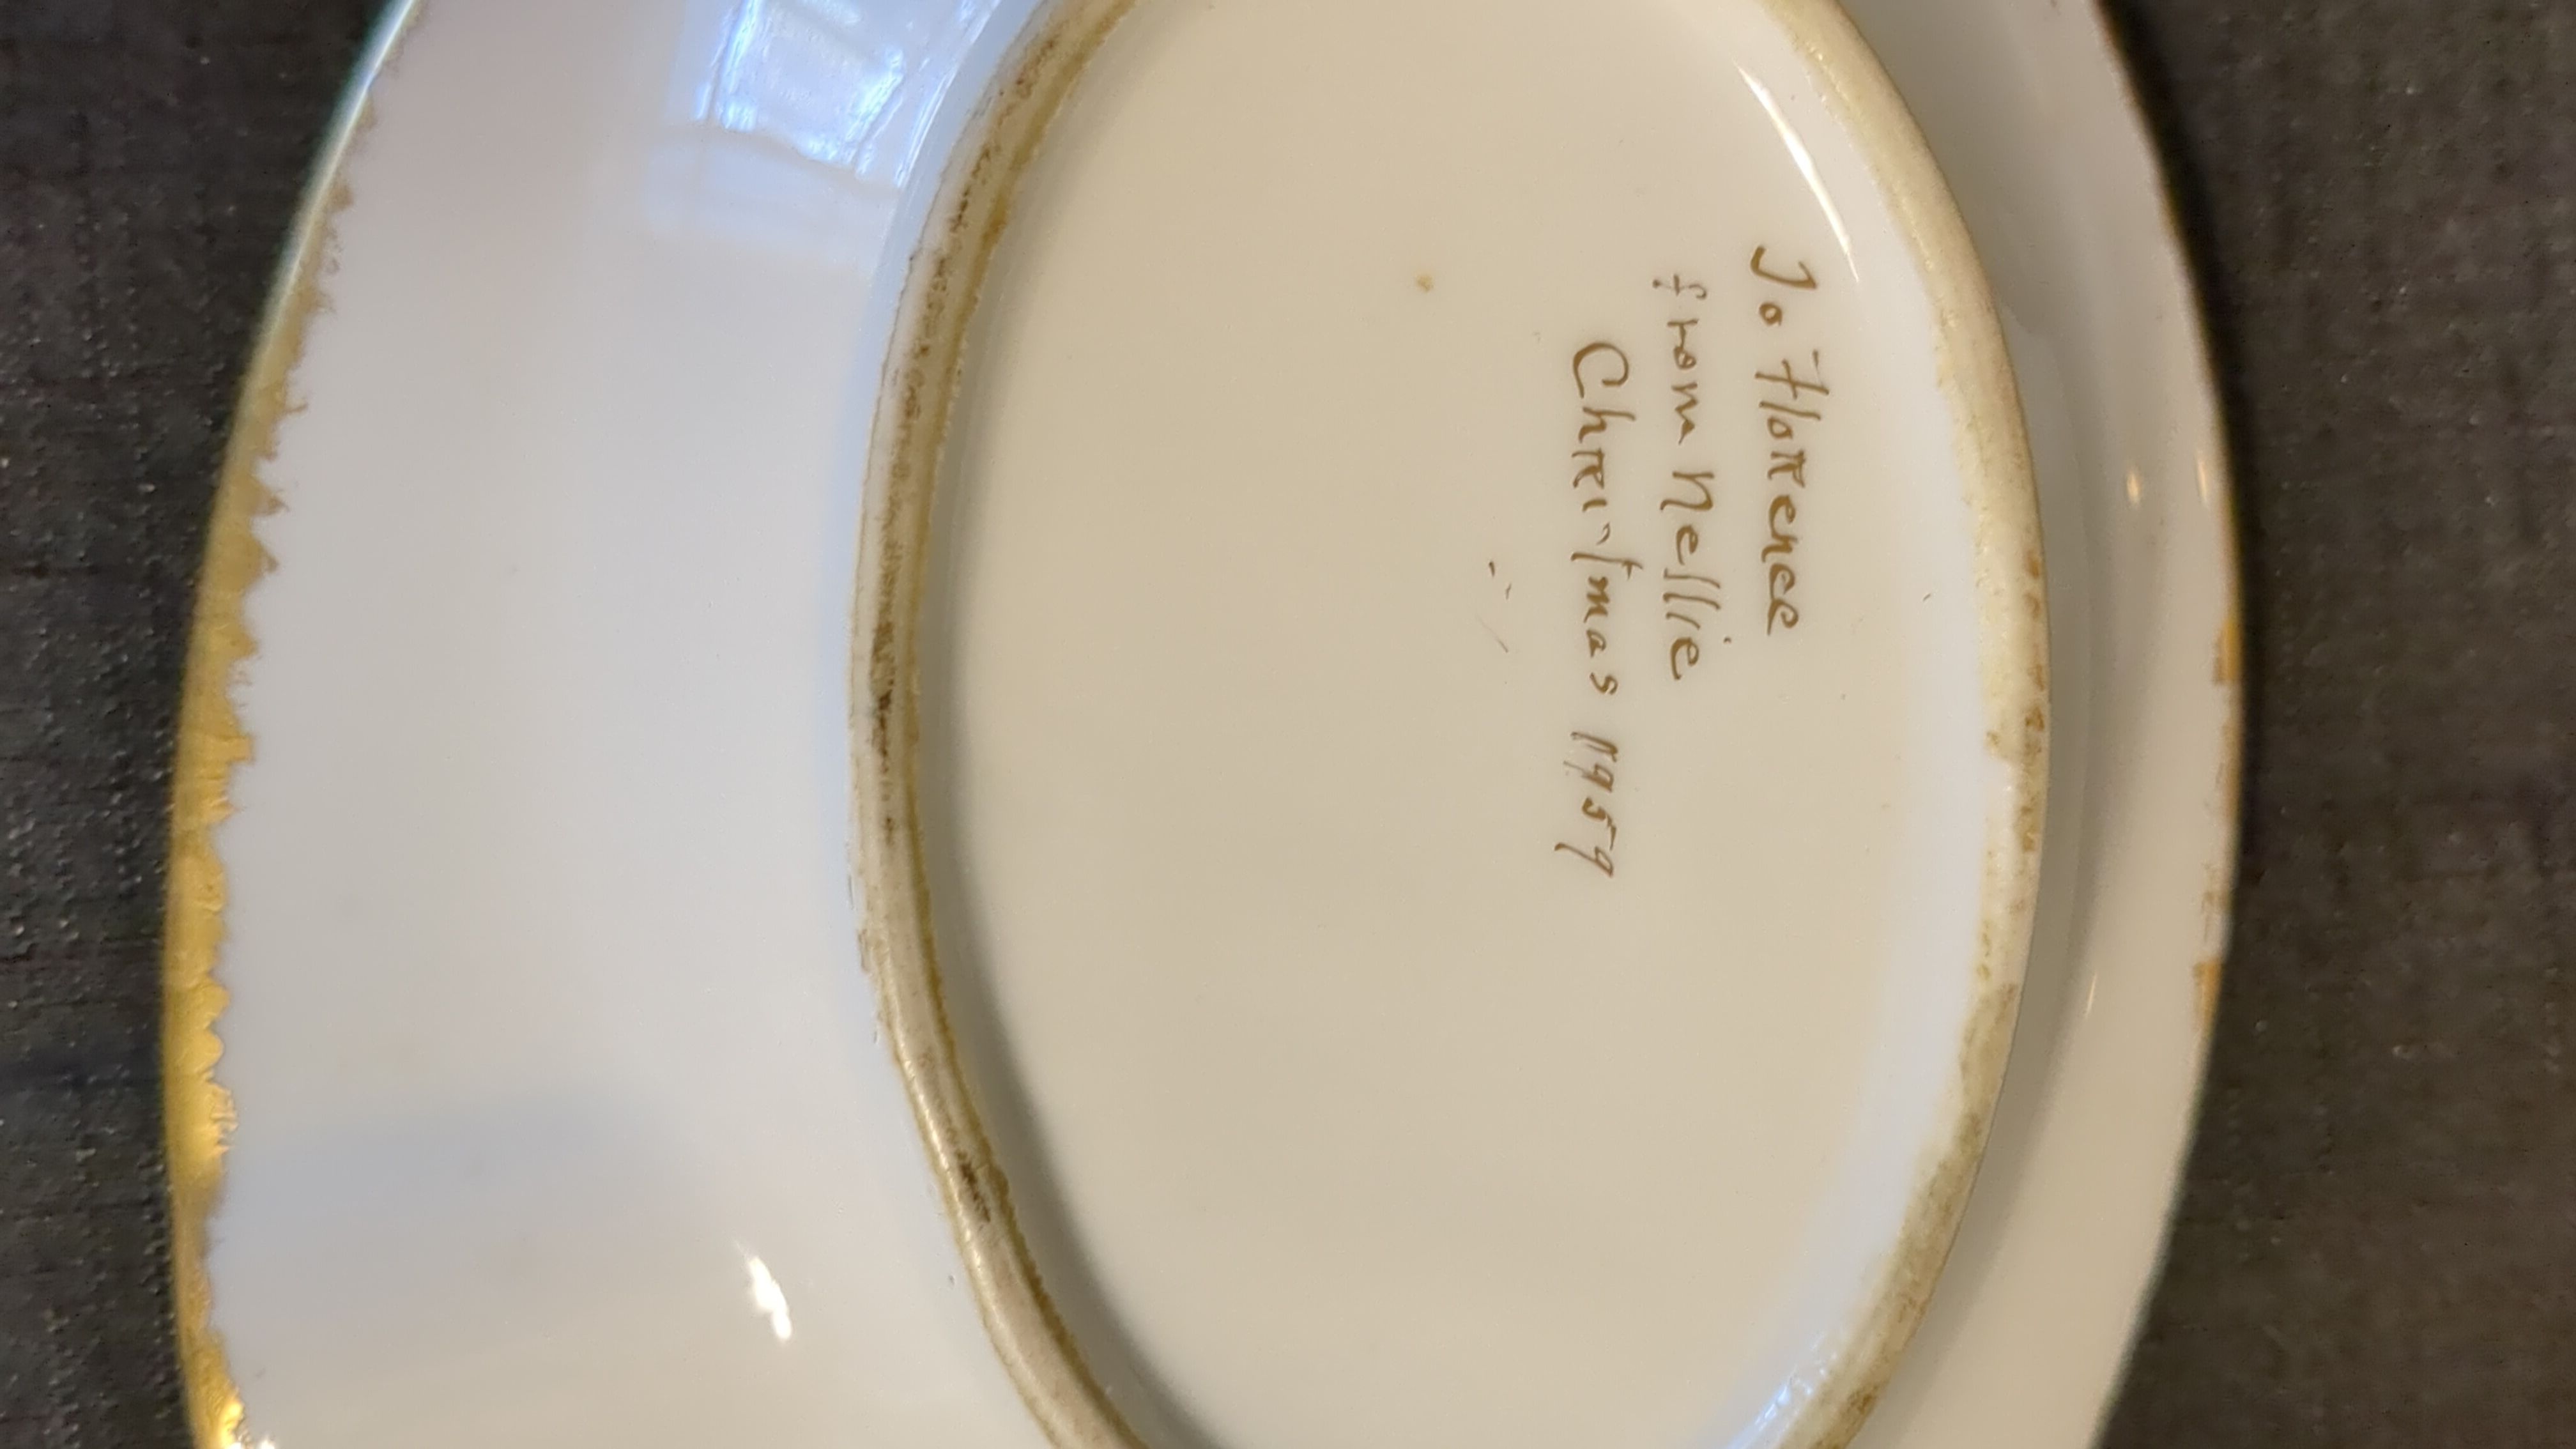 To Florence
from Nellie
Christmas 1959